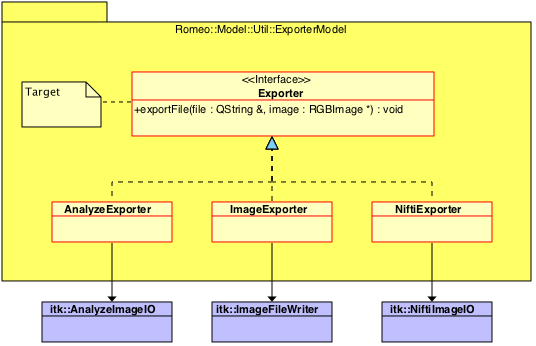 Romeo::Model::Util::ExporterModel
<<Interface>>
Target
Exporter
+exportFile(file : QString &, image : RGBImage *) : void
AnalyzeExporter
ImageExporter
NiftiExporter
itk::AnalyzeImageIO
itk::ImageFileWriter
itk::NiftiImageIO